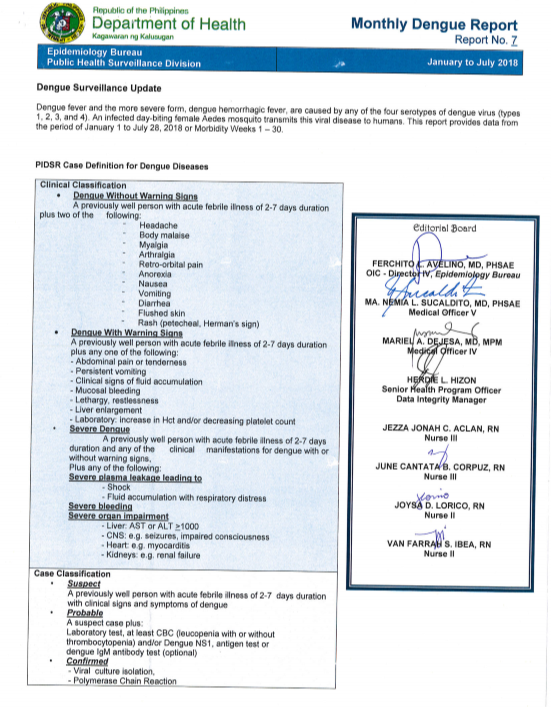 Republic of the Philippines
Department of Health
Kagawaran ng Kalusugan
Monthly Dengue Report
Report No. 7
Epidemiology Bureau
Public Health Surveillance Division
January to July 2018
Dengue Surveillance Update
Dengue fever and the more severe form, dengue hemorrhagic fever, are caused by any of the four serotypes of dengue virus (types
1, 2, 3, and 4). An infected day-biting female Aedes mosquito transmits this viral disease to humans. This report provides data from
the period of January 1 to July 28, 2018 or Morbidity Weeks 1 – 30.
PIDSR Case Definition for Dengue Diseases
Clinical Classification
• Dengue Without Warning Signs
A previously well person with acute febrile illness of 2-7 days duration
plus two of the following:
- Headache
- Body malaise
- Myalgia
- Arthralgia
- Retro-orbital pain
- Anorexia
- Nausea
- Vomiting
- Diarrhea
- Flushed skin
- Rash (petecheal, Herman's sign)
• Dengue With Warning Signs
A previously well person with acute febrile illness of 2-7 days duration
plus any one of the following:
- Abdominal pain or tenderness
- Persistent vomiting
- Clinical signs of fluid accumulation
- Mucosal bleeding
- Lethargy, restlessness
- Liver enlargement
- Laboratory: increase in Hct and/or decreasing platelet count
• Severe Dengue
A previously well person with acute febrile illness of 2-7 days
duration and any of the clinical manifestations for dengue with or
without warning signs,
Plus any of the following:
Severe plasma leakage leading to
- Shock
- Fluid accumulation with respiratory distress
Severe bleeding
Severe organ impairment
- Liver: AST or ALT ≥1000
- CNS: e.g. seizures, impaired consciousness
- Heart: e.g. myocarditis
- Kidneys: e.g. renal failure
Case Classification
• Suspect
A previously well person with acute febrile illness of 2-7 days duration
with clinical signs and symptoms of dengue
• Probable
A suspect case plus:
Laboratory test, at least CBC (leucopenia with or without
thrombocytopenia) and/or Dengue NS1, antigen test or
dengue IgM antibody test (optional)
• Confirmed
- Viral culture isolation,
- Polymerase Chain Reaction
Editorial Board
FERCHITO L. AVELINO, MD, PHSAE
OIC - Director IV, Epidemiology Bureau
MA. NEMIA L. SUCALDITO, MD, PHSAE
Medical Officer V
MARIEL A. DEJESA, MD, MPM
Medical Officer IV
HERDIE L. HIZON
Senior Health Program Officer
Data Integrity Manager
JEZZA JONAH C. ACLAN, RN
Nurse III
JUNE CANTATA B. CORPUZ, RN
Nurse III
JOYSA D. LORICO, RN
Nurse II
VAN FARRAH S. IBEA, RN
Nurse II